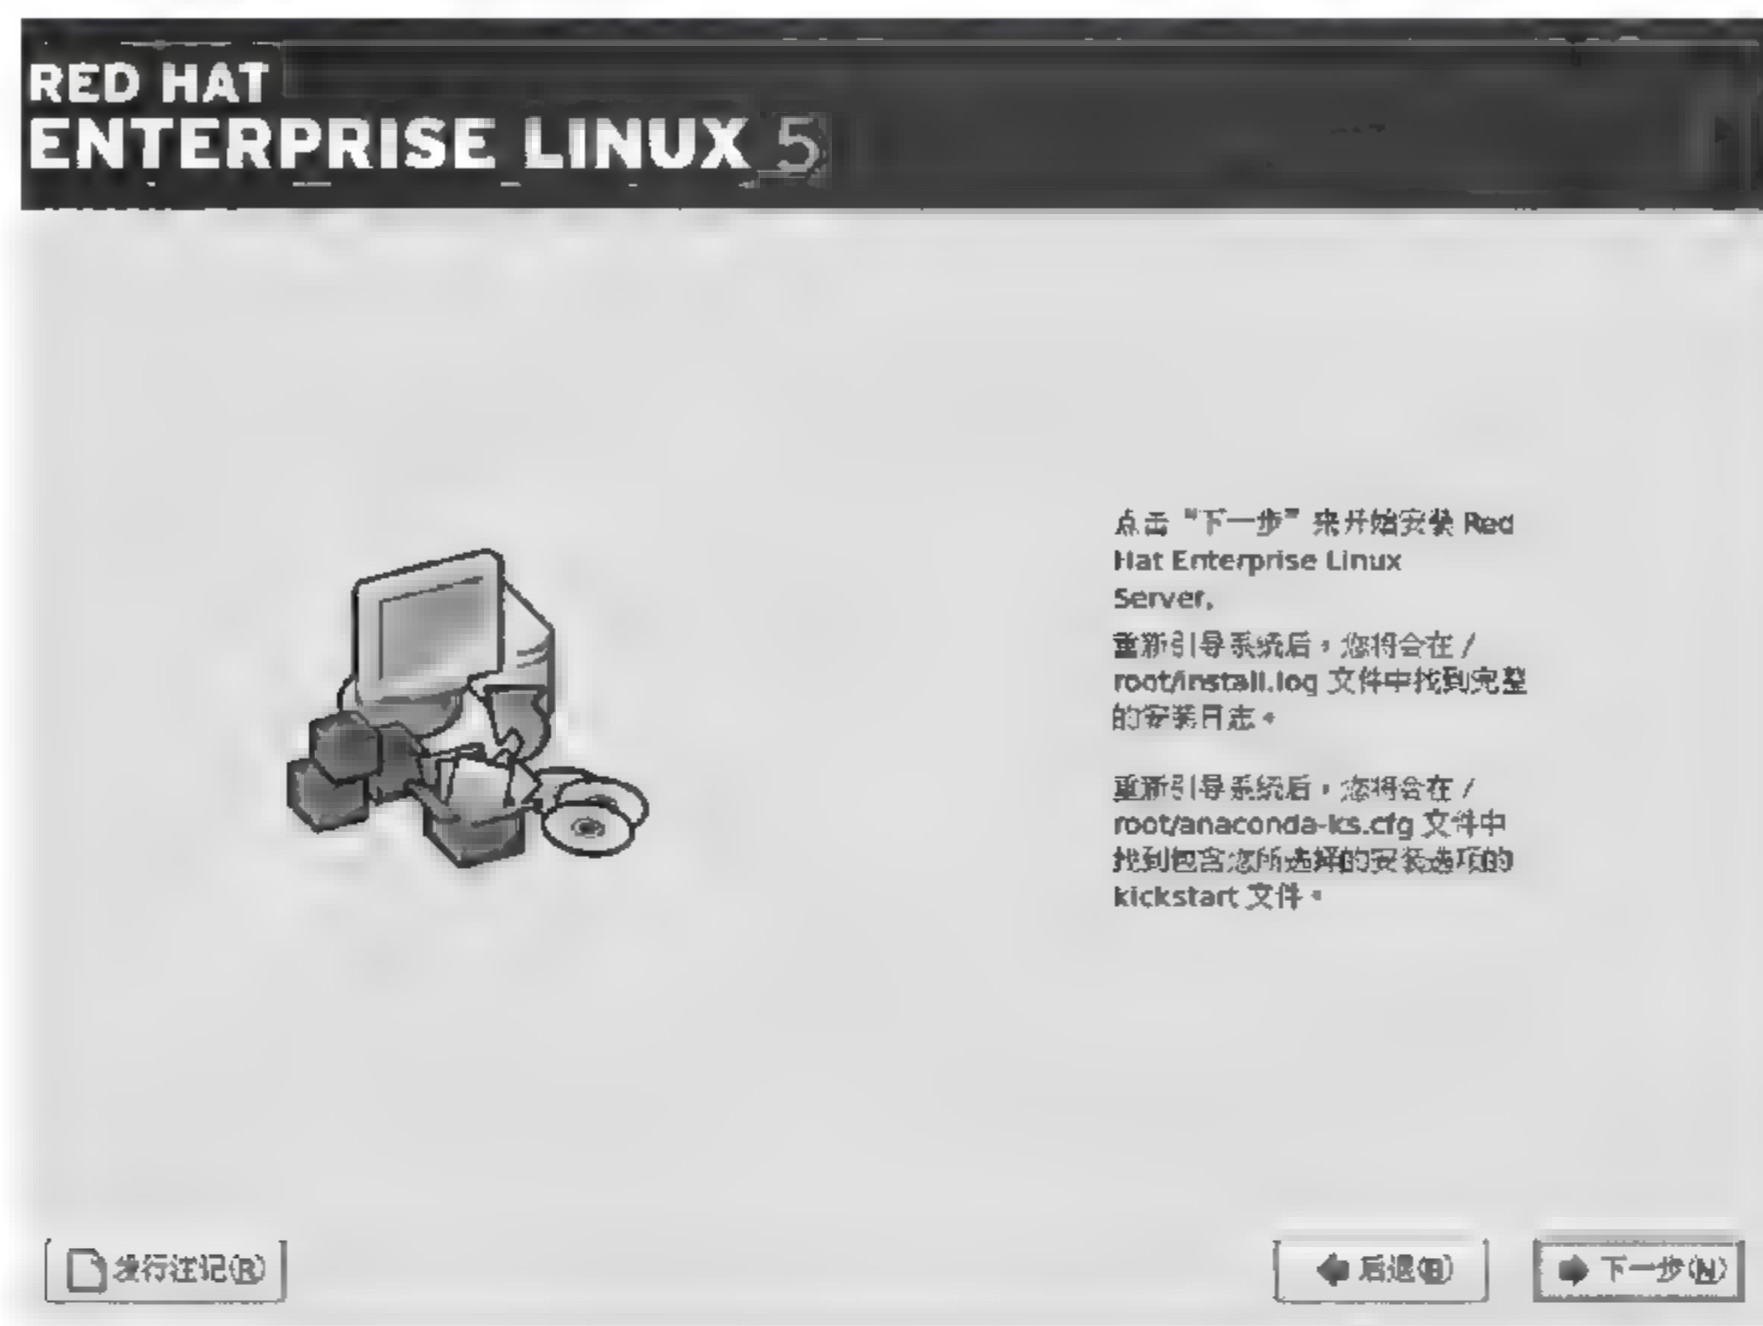 RED HAT
ENTERPRISE LINUX 5
点击“下一步”来开始安装 Red
Hat Enterprise Linux
Server。
重新引导系统后，您将会在 /
root/install.log 文件中找到完整
的安装日志。
重新引导系统后，您将会在 /
root/anaconda-ks.cfg 文件中
找到包含您所选择的安装选项的
kickstart 文件。
发行注记(R)
后退(B)
下一步(N)